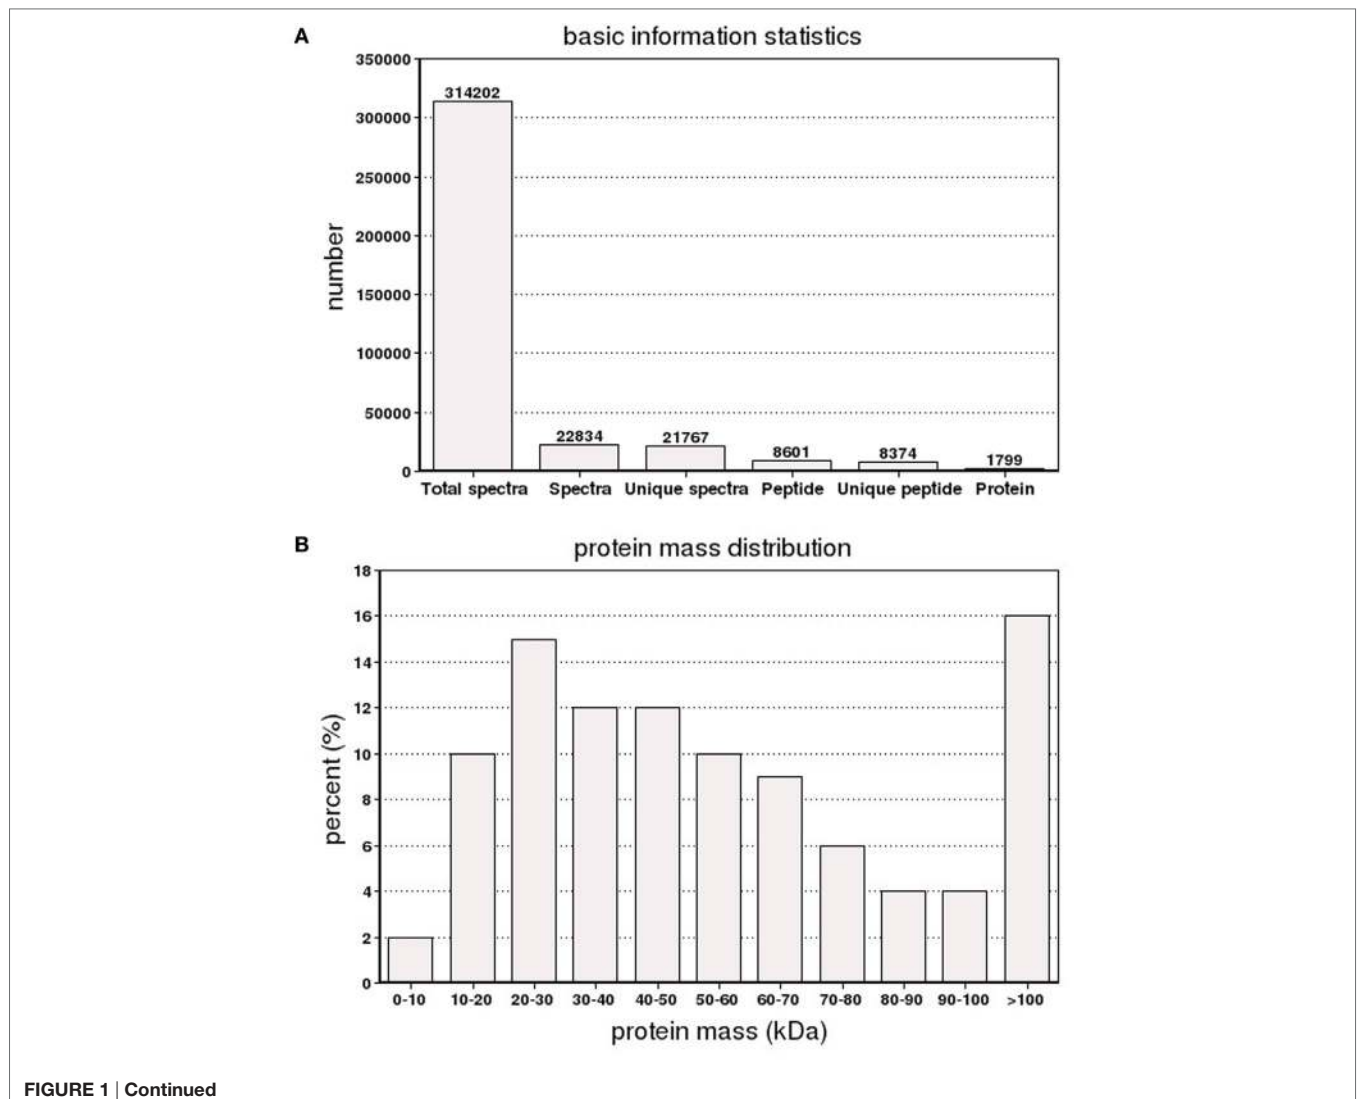 A
basic information statistics
350000
300000
250000
200000
150000
100000
50000
0
number
314202
22834
21767
8601
8374
1799
Total spectra Spectra Unique spectra Peptide Unique peptide Protein
B
protein mass distribution
18
16
14
12
10
8
6
4
2
0
percent (%)
0-10 10-20 20-30 30-40 40-50 50-60 60-70 70-80 80-90 90-100 >100
protein mass (kDa)
FIGURE 1 | Continued